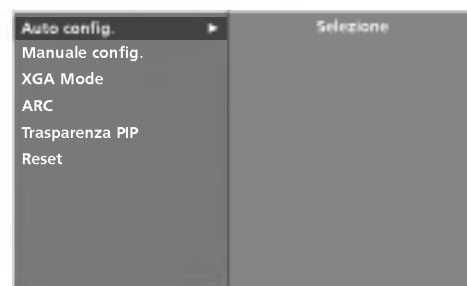 Auto config. ► Selezione
Manuale config.
XGA Mode
ARC
Trasparenza PIP
Reset